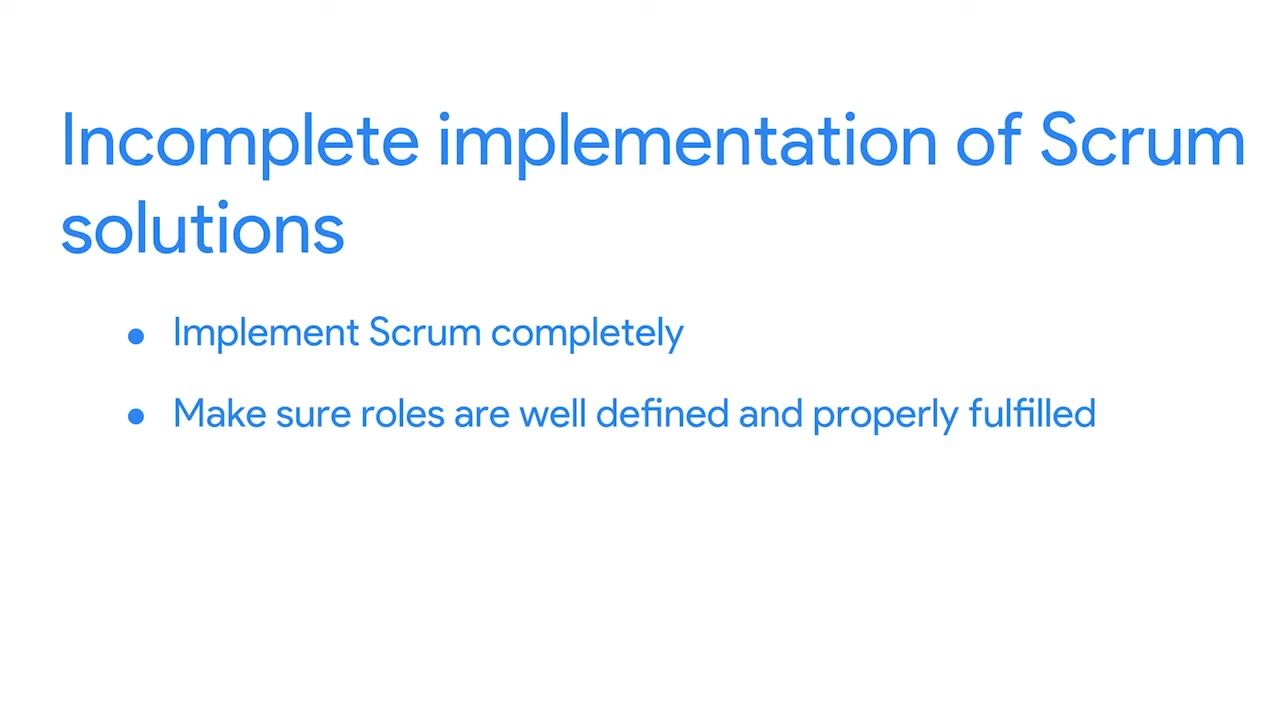 Incomplete implementation of Scrum
solutions
● Implement Scrum completely
● Make sure roles are well defined and properly fulfilled